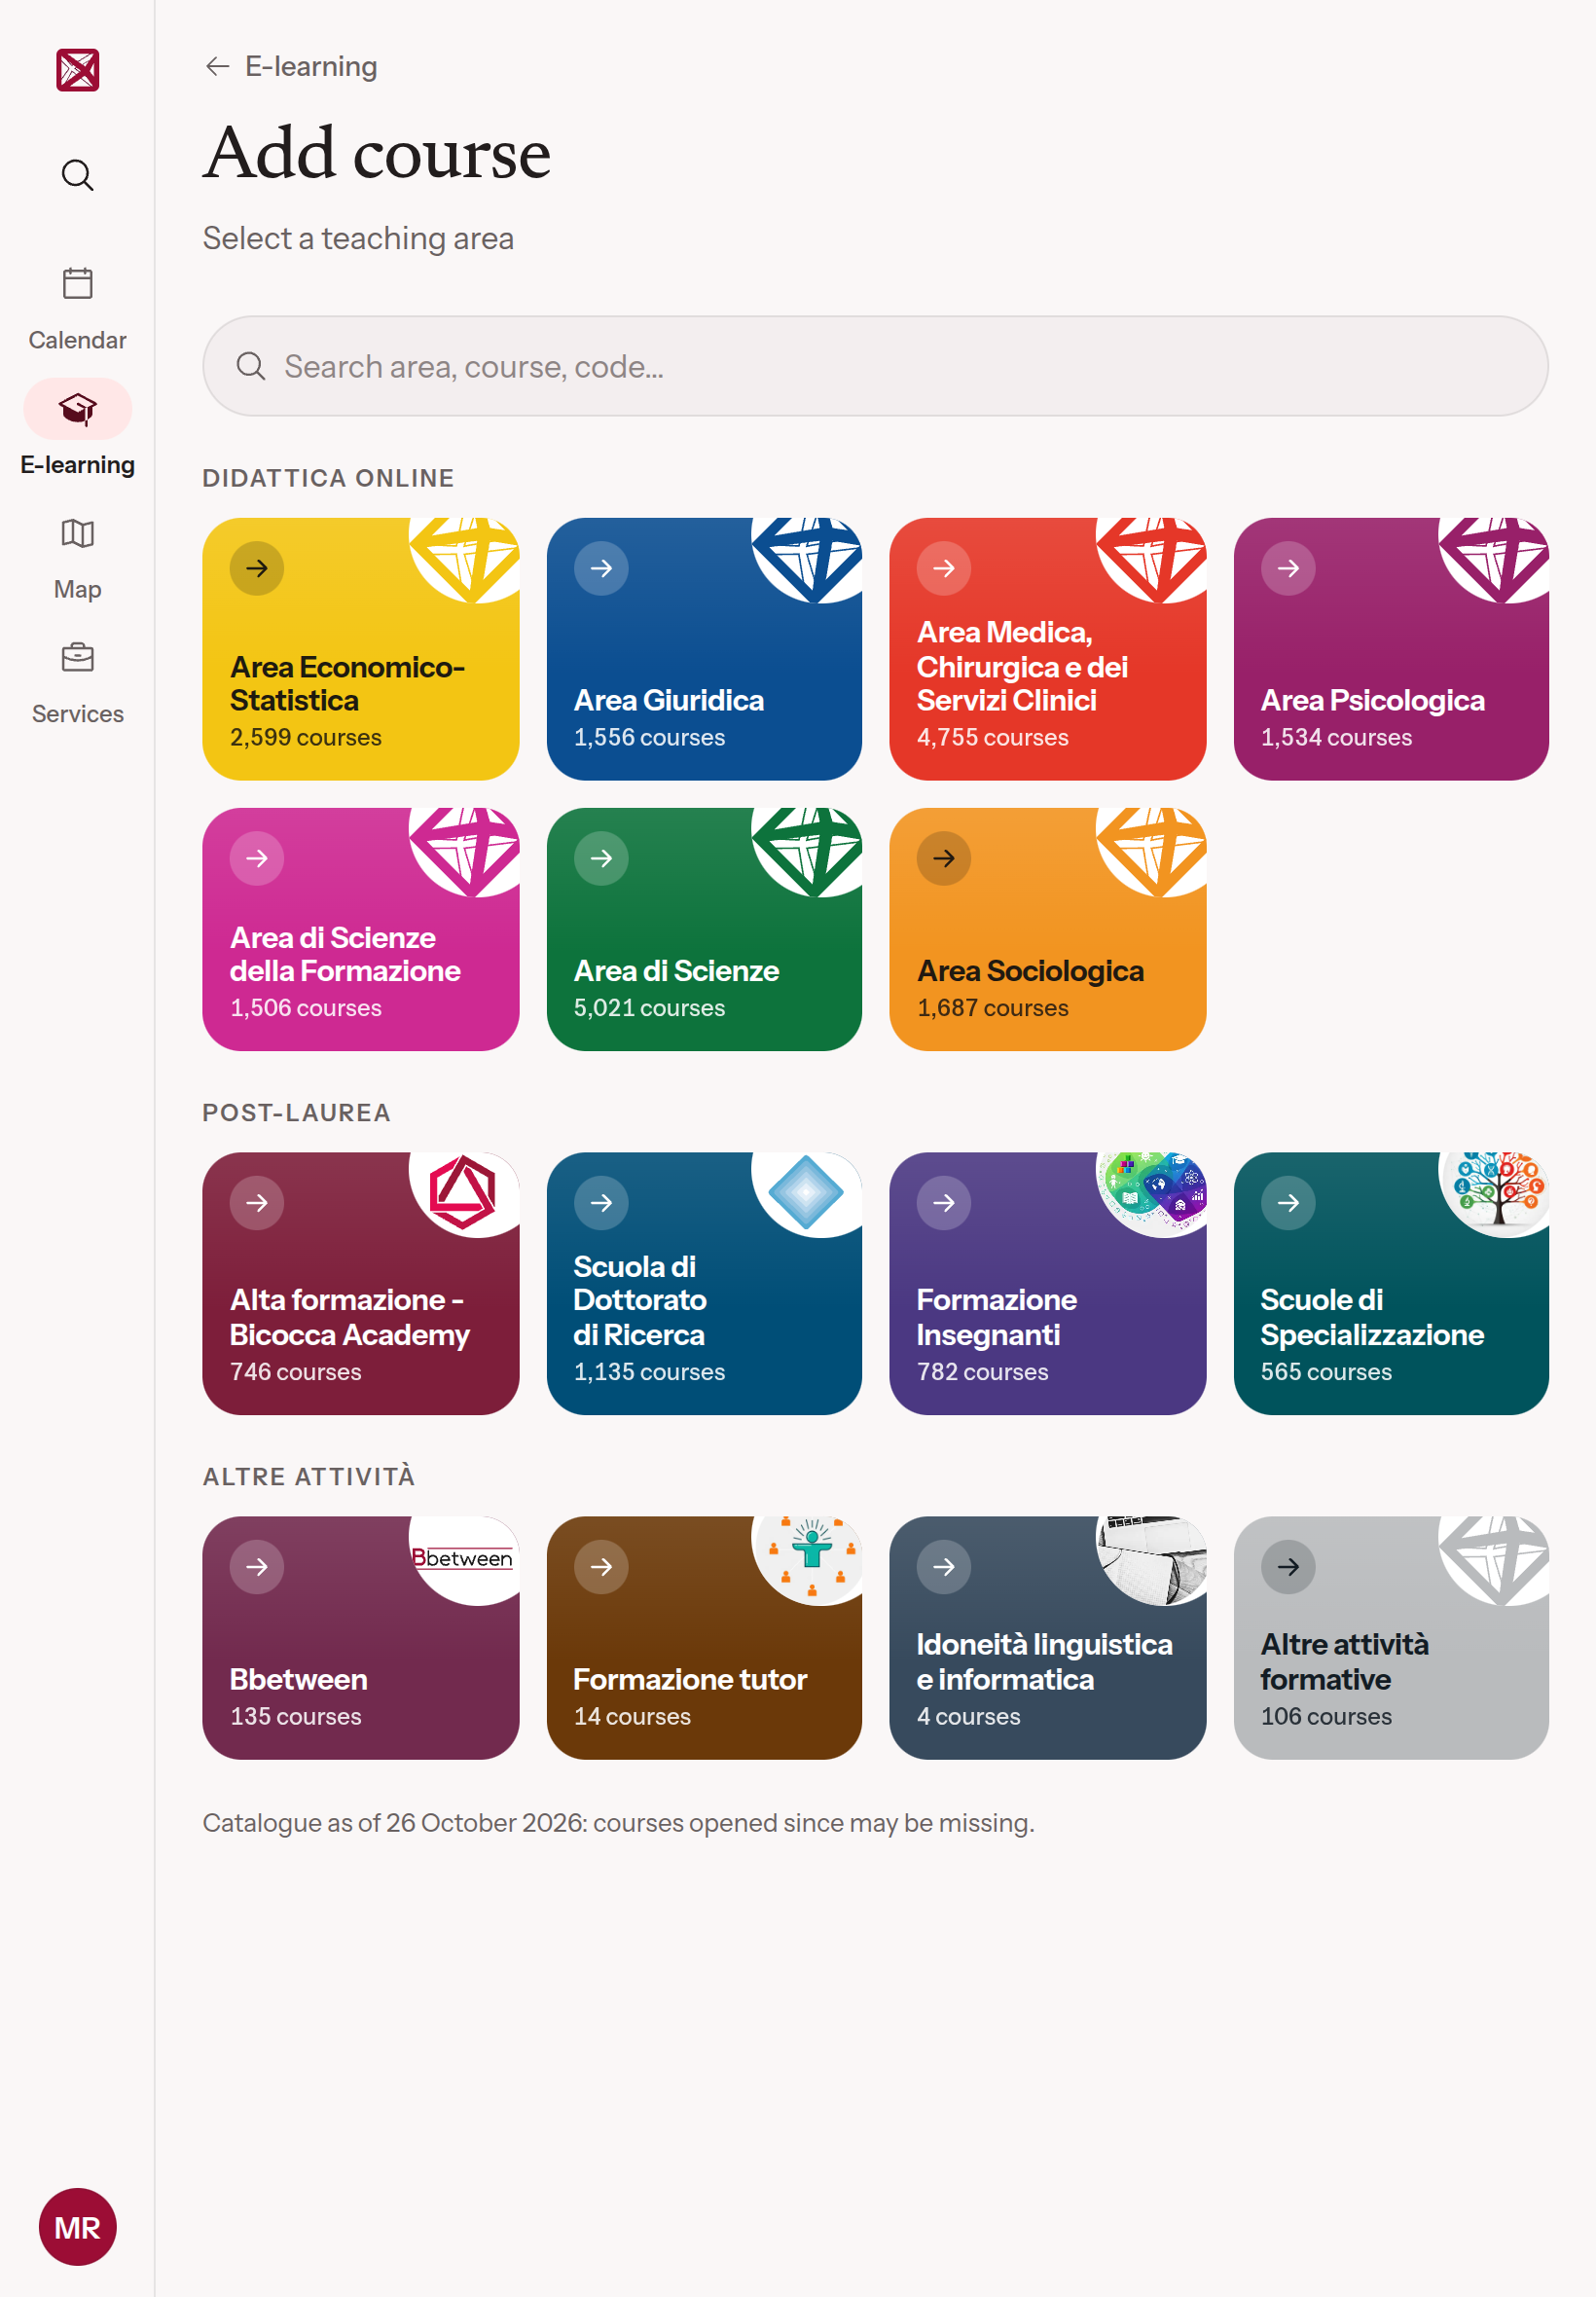 E-learning
Add course
Select a teaching area
Search area, course, code...
Calendar
E-learning
Map
Services
MR
DIDATTICA ONLINE
Area Economico-
Statistica
2,599 courses
Area Giuridica
1,556 courses
Area Medica,
Chirurgica e dei
Servizi Clinici
4,755 courses
Area Psicologica
1,534 courses
Area di Scienze
della Formazione
1,506 courses
Area di Scienze
5,021 courses
Area Sociologica
1,687 courses
POST-LAUREA
Alta formazione -
Bicocca Academy
746 courses
Scuola di
Dottorato
di Ricerca
1,135 courses
Formazione
Insegnanti
782 courses
Scuole di
Specializzazione
565 courses
ALTRE ATTIVITÀ
Bbetween
Bbetween
135 courses
Formazione tutor
14 courses
Idoneità linguistica
e informatica
4 courses
Altre attività
formative
106 courses
Catalogue as of 26 October 2026: courses opened since may be missing.